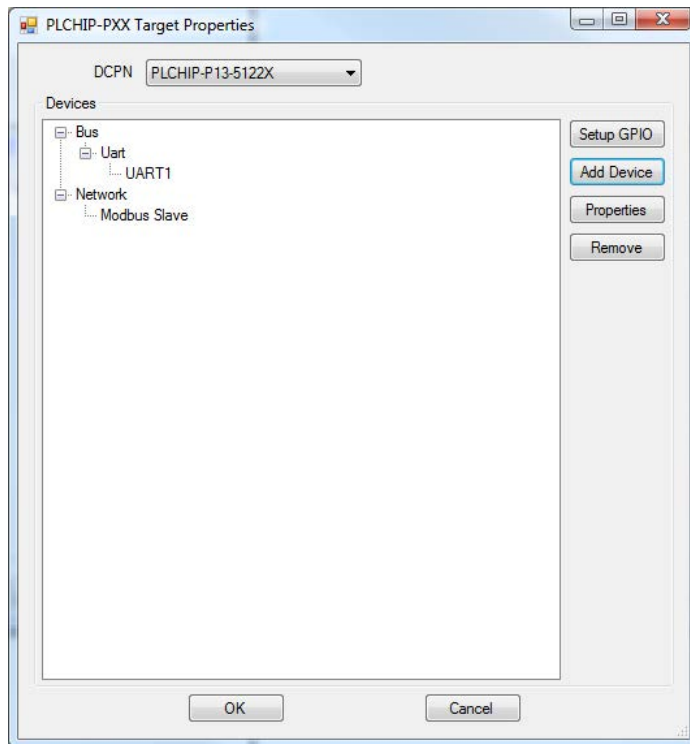 PLCHIP-PXX Target Properties
DCPN PLCHIP-P13-5122X
Devices
Bus
Uart
UART1
Network
Modbus Slave
Setup GPIO
Add Device
Properties
Remove
OK Cancel